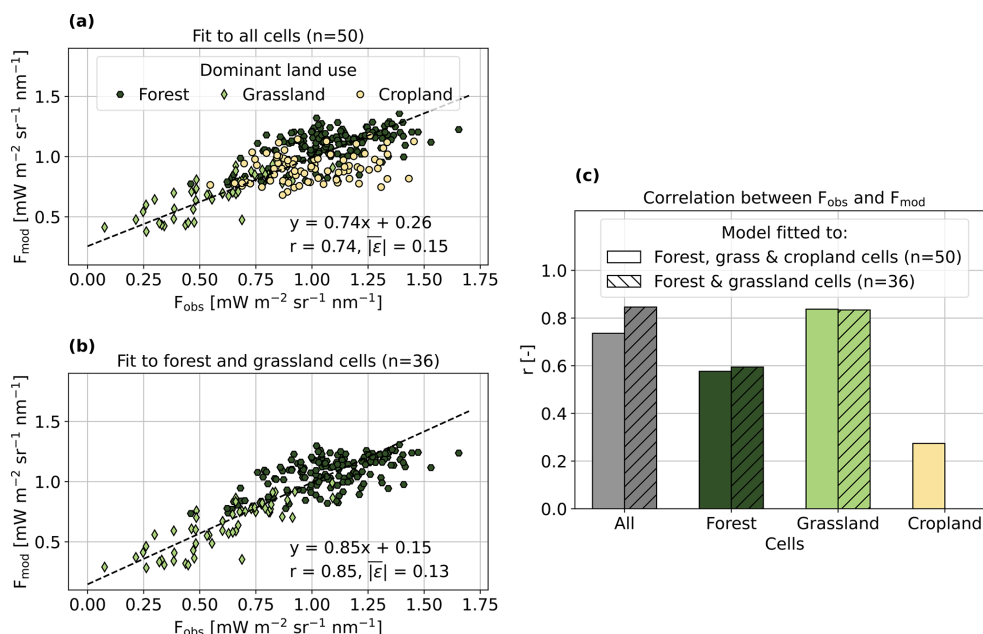 (a)
Fit to all cells (n=50)
Dominant land use
Forest Grassland Cropland
F_mod [mW m⁻² sr⁻¹ nm⁻¹]
1.5
1.0
0.5
y = 0.74x + 0.26
r = 0.74, |ε| = 0.15
0.00 0.25 0.50 0.75 1.00 1.25 1.50 1.75
F_obs [mW m⁻² sr⁻¹ nm⁻¹]
(b)
Fit to forest and grassland cells (n=36)
F_mod [mW m⁻² sr⁻¹ nm⁻¹]
1.5
1.0
0.5
y = 0.85x + 0.15
r = 0.85, |ε| = 0.13
0.00 0.25 0.50 0.75 1.00 1.25 1.50 1.75
F_obs [mW m⁻² sr⁻¹ nm⁻¹]
(c)
Correlation between F_obs and F_mod
Model fitted to:
Forest, grass & cropland cells (n=50)
Forest & grassland cells (n=36)
r [-]
1.0
0.8
0.6
0.4
0.2
0.0
All Forest Grassland Cropland
Cells